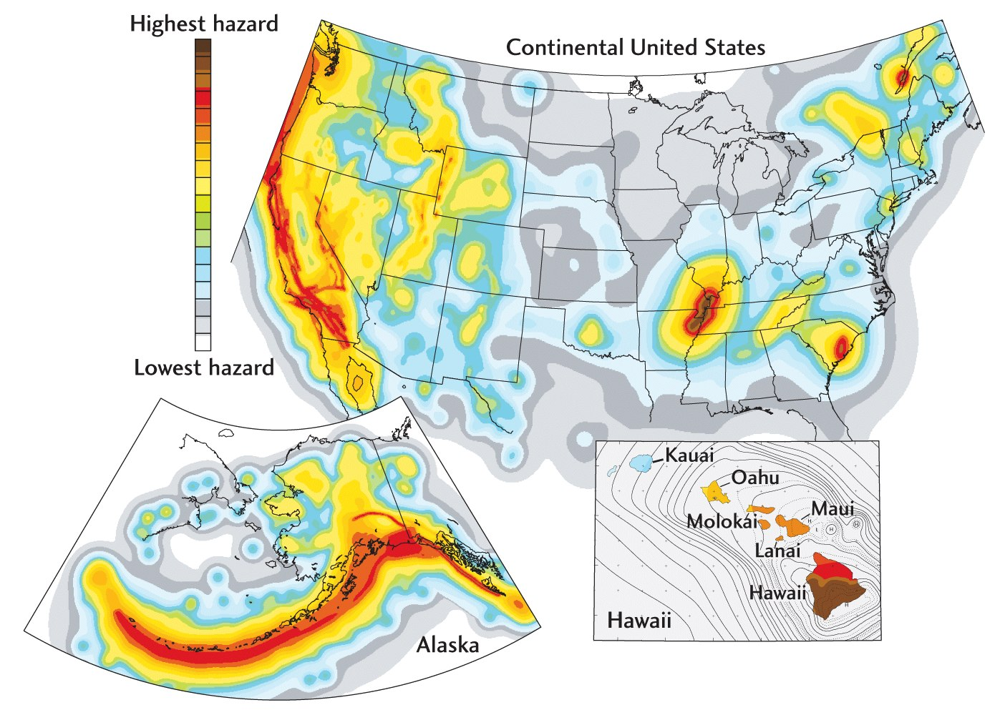 Highest hazard
Continental United States
Lowest hazard
Kauai
Oahu
Molokai
Maui
Lanai
Hawaii
Hawaii
Alaska